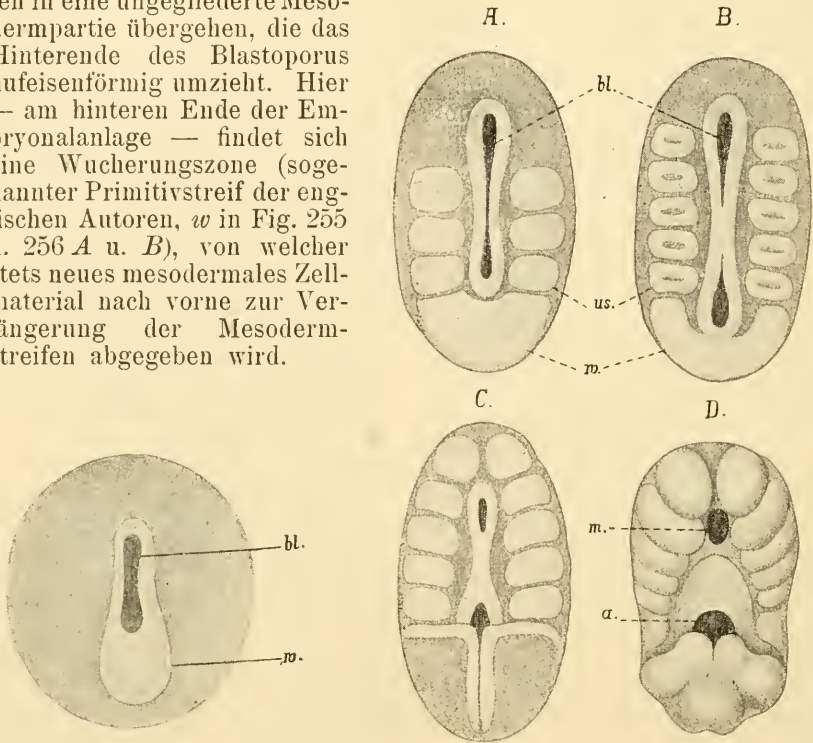 en in eine ungegliederte Meso-
dermpartie übergehen, die das
Hinterende des Blastoporus
hufeisenförmig umzieht. Hier
— am hinteren Ende der Em-
bryonalanlage — findet sich
eine Wucherungszone (soge-
nannter Primitivstreif der eng-
lischen Autoren, w in Fig. 255
u. 256 A u. B), von welcher
stets neues mesodermales Zell-
material nach vorne zur Ver-
längerung der Mesoderm-
streifen abgegeben wird.
A.
B.
bl.
us.
w.
C.
D.
m.
a.
bl.
w.